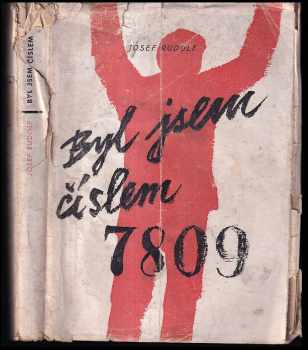 JOSEF RUDOLF
Byl jsem
číslem
7809
JOSEF RUDOLF BYL JSEM ČÍSLEM